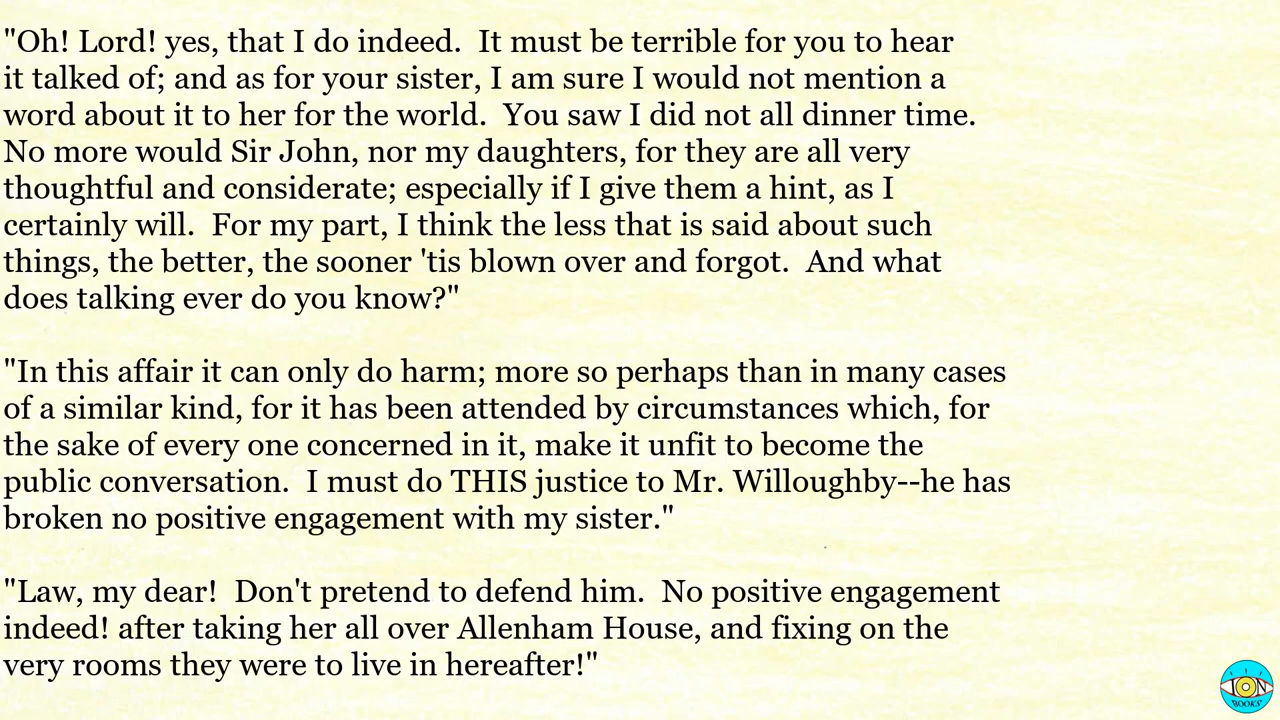 "Oh! Lord! yes, that I do indeed.  It must be terrible for you to hear
it talked of; and as for your sister, I am sure I would not mention a
word about it to her for the world.  You saw I did not all dinner time.
No more would Sir John, nor my daughters, for they are all very
thoughtful and considerate; especially if I give them a hint, as I
certainly will.  For my part, I think the less that is said about such
things, the better, the sooner 'tis blown over and forgot.  And what
does talking ever do you know?"

"In this affair it can only do harm; more so perhaps than in many cases
of a similar kind, for it has been attended by circumstances which, for
the sake of every one concerned in it, make it unfit to become the
public conversation.  I must do THIS justice to Mr. Willoughby--he has
broken no positive engagement with my sister."

"Law, my dear!  Don't pretend to defend him.  No positive engagement
indeed! after taking her all over Allenham House, and fixing on the
very rooms they were to live in hereafter!"
ION
BOOKS